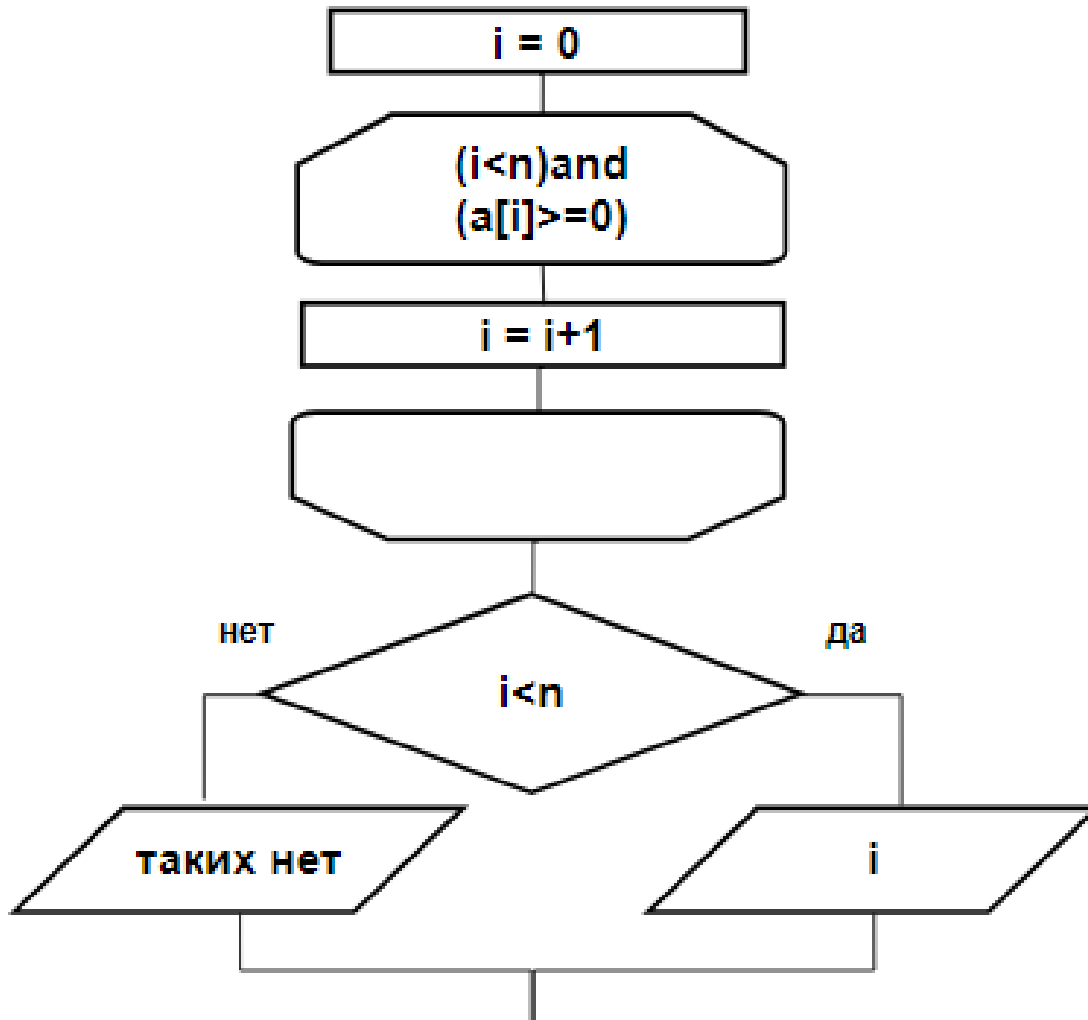 i = 0
(i<n)and
(a[i]>=0)
i = i+1
нет
да
i<n
таких нет
i